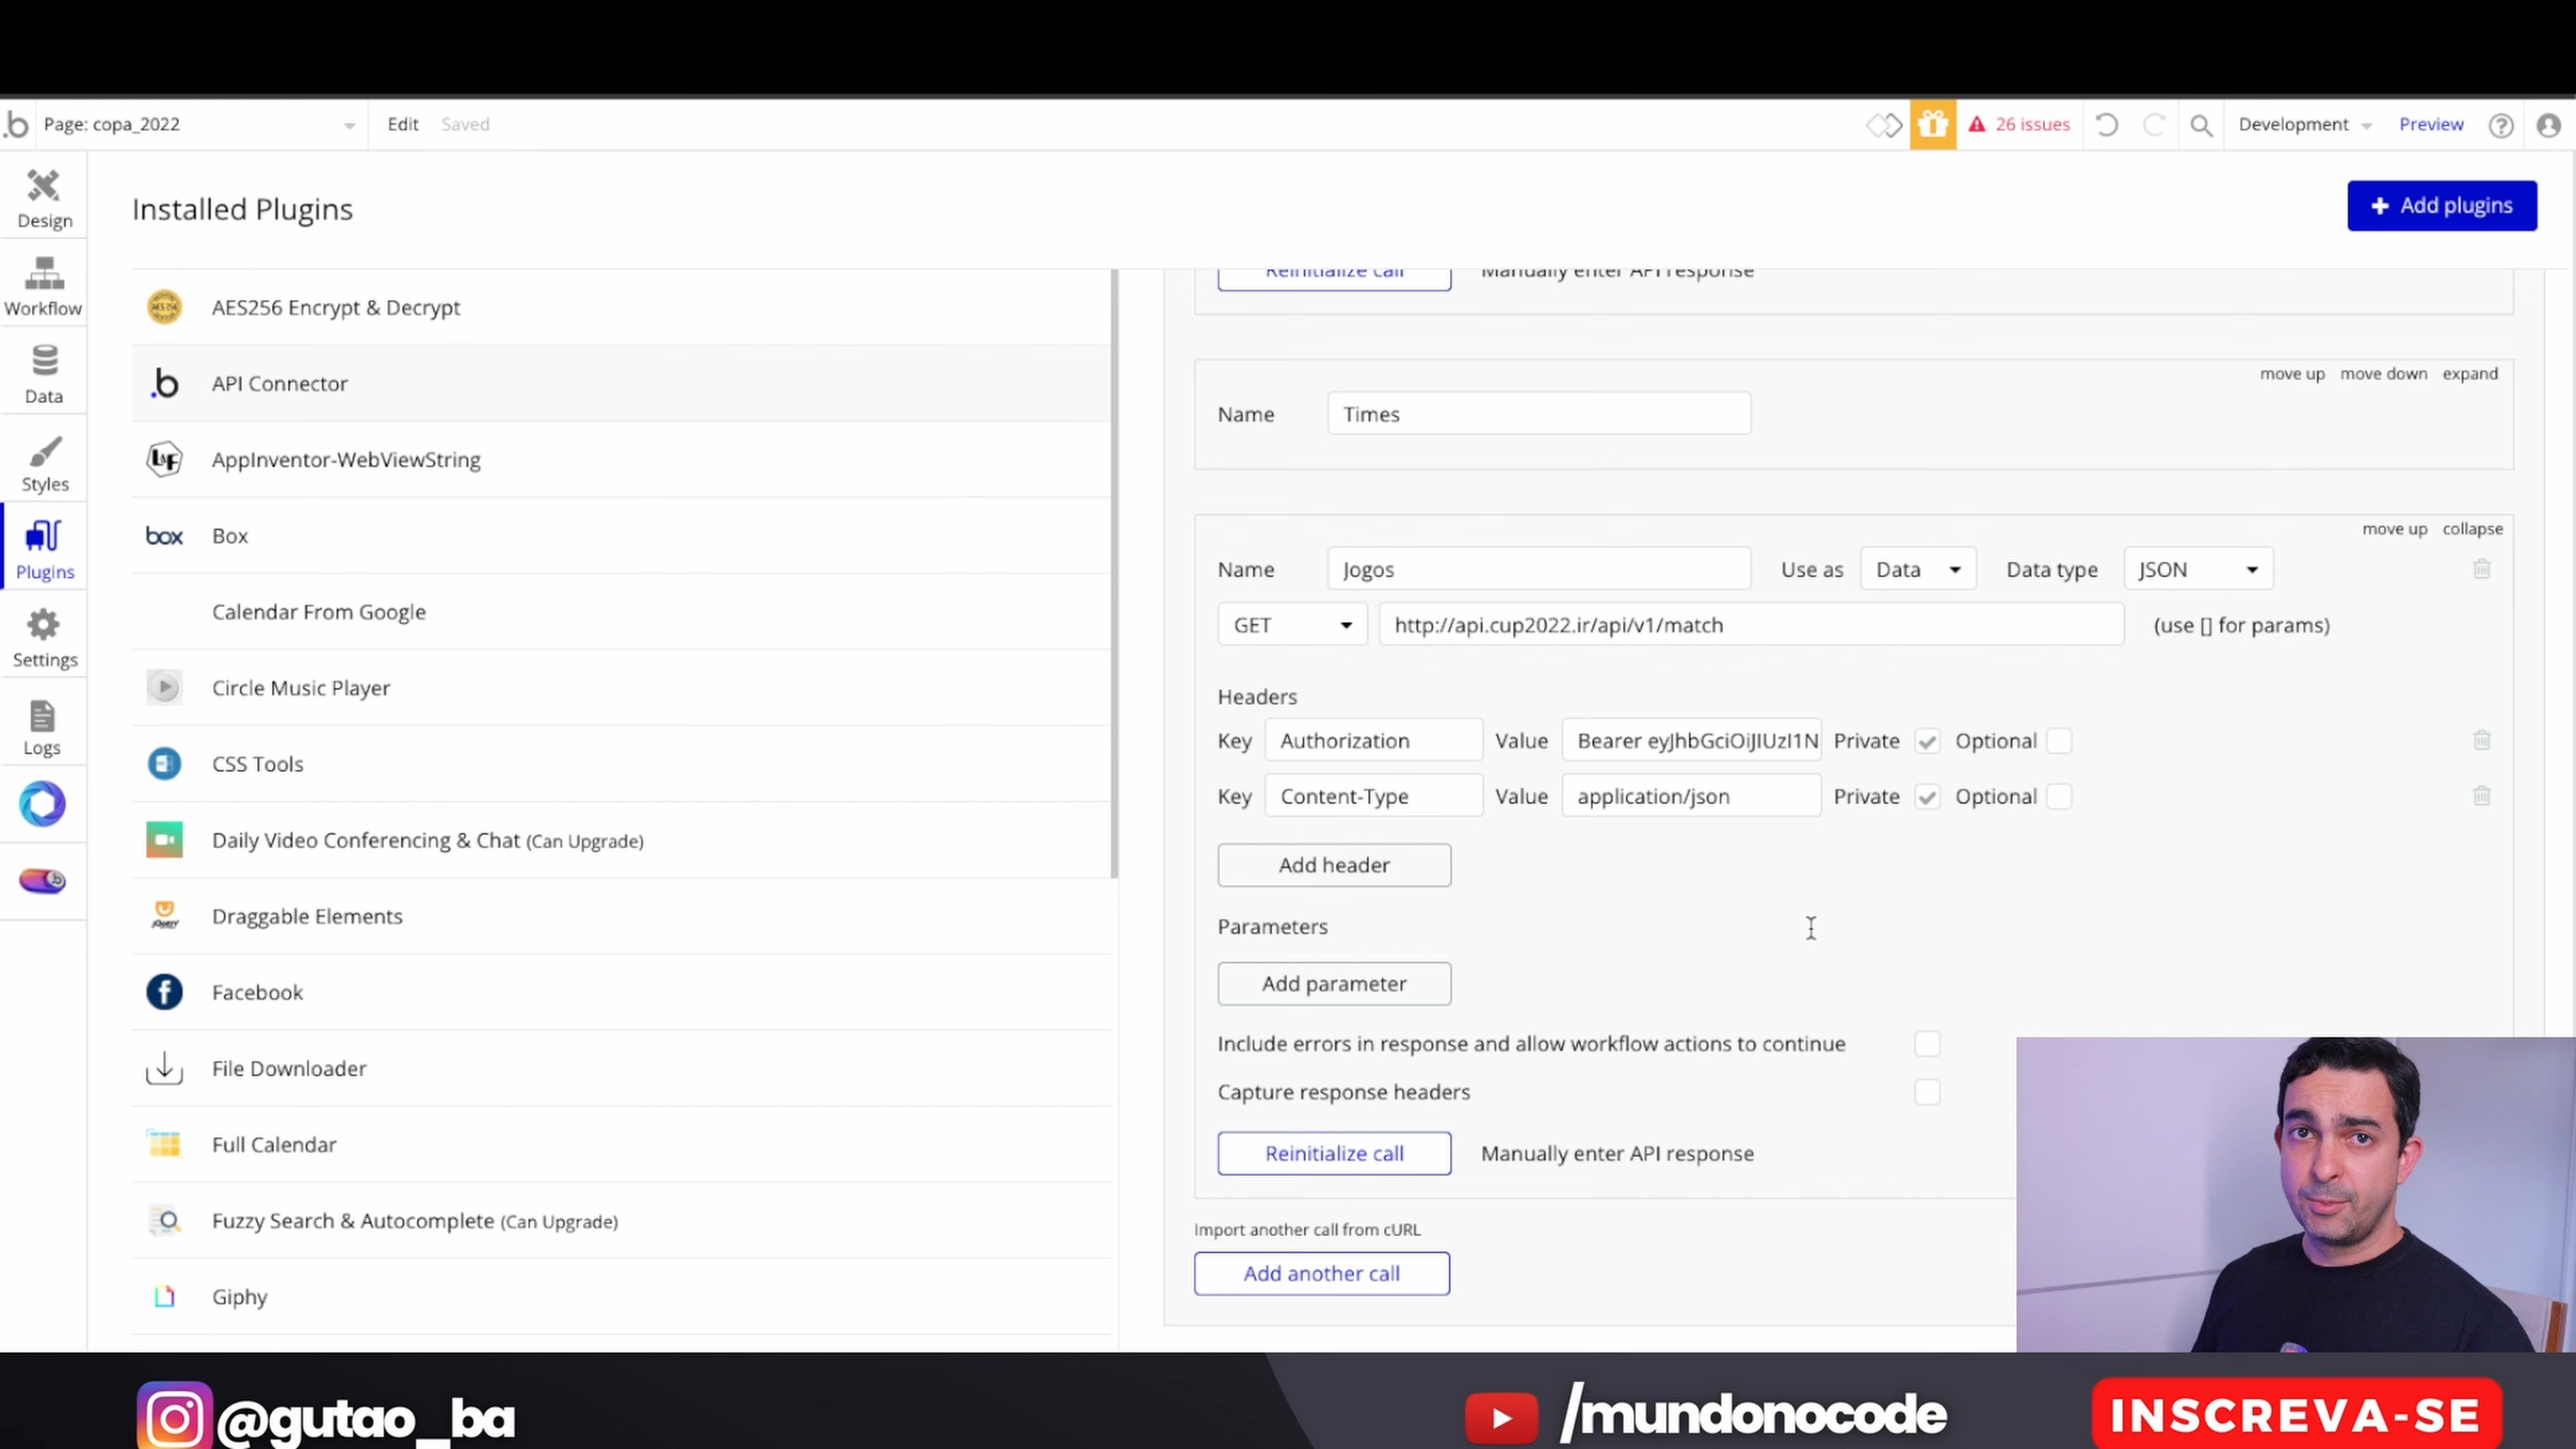 .b Page: copa_2022 Edit Saved 26 issues Development Preview
Design
Workflow
Data
Styles
Plugins
Settings
Logs
Installed Plugins
+ Add plugins
AES256 Encrypt & Decrypt
API Connector
AppInventor-WebViewString
box Box
Calendar From Google
Circle Music Player
CSS Tools
Daily Video Conferencing & Chat (Can Upgrade)
Draggable Elements
Facebook
File Downloader
Full Calendar
Fuzzy Search & Autocomplete (Can Upgrade)
Giphy
Reinitialize call Manually enter API response
move up move down expand
Name Times
move up collapse
Name Jogos Use as Data Data type JSON
GET http://api.cup2022.ir/api/v1/match (use [] for params)
Headers
Key Authorization Value Bearer eyJhbGciOiJIUzI1N Private Optional
Key Content-Type Value application/json Private Optional
Add header
Parameters
Add parameter
Include errors in response and allow workflow actions to continue
Capture response headers
Reinitialize call Manually enter API response
Import another call from cURL
Add another call
@gutao_ba /mundonocode INSCREVA-SE